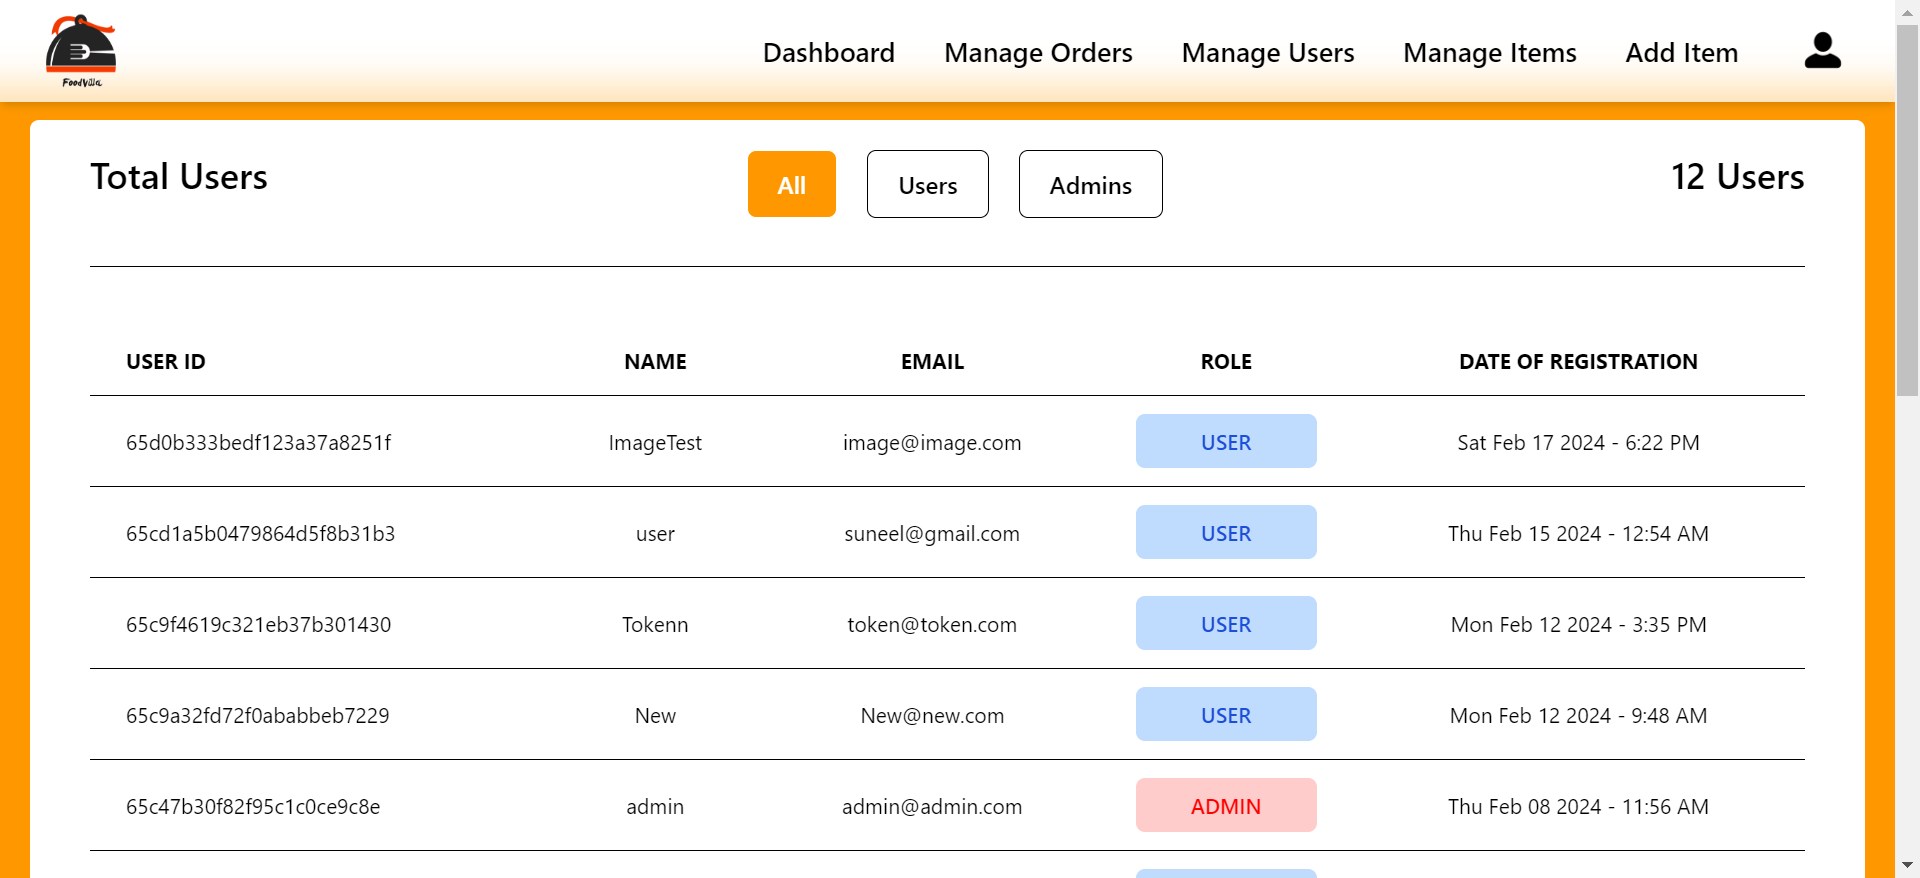 FoodVilla
Dashboard Manage Orders Manage Users Manage Items Add Item
Total Users All Users Admins 12 Users
USER ID NAME EMAIL ROLE DATE OF REGISTRATION
65d0b333bedf123a37a8251f ImageTest image@image.com USER Sat Feb 17 2024 - 6:22 PM
65cd1a5b0479864d5f8b31b3 user suneel@gmail.com USER Thu Feb 15 2024 - 12:54 AM
65c9f4619c321eb37b301430 Tokenn token@token.com USER Mon Feb 12 2024 - 3:35 PM
65c9a32fd72f0ababbeb7229 New New@new.com USER Mon Feb 12 2024 - 9:48 AM
65c47b30f82f95c1c0ce9c8e admin admin@admin.com ADMIN Thu Feb 08 2024 - 11:56 AM